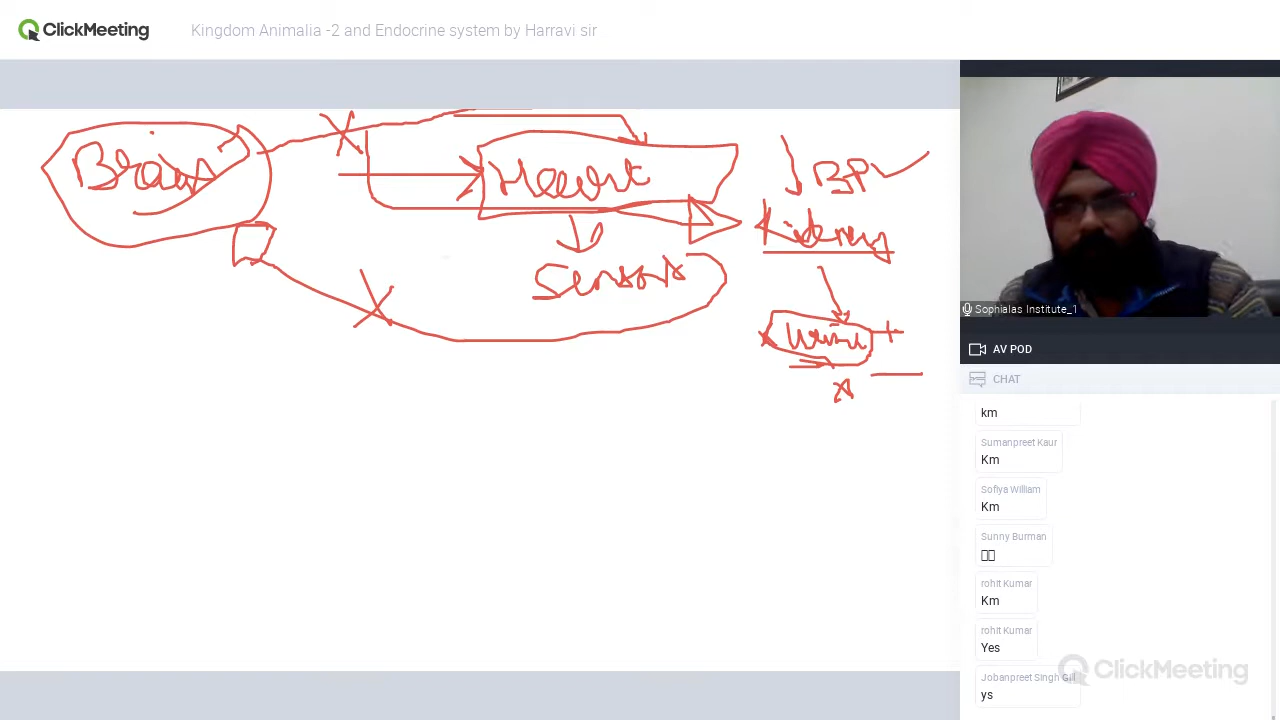 ClickMeeting
Kingdom Animalia -2 and Endocrine system by Harravi sir
Brain
Heart
↓ BP ✓
Kidney
Sensors
Urine +
Sophialas Institute_1
AV POD
CHAT
km
Sumanpreet Kaur
Km
Sofiya William
Km
Sunny Burman
rohit Kumar
Km
rohit Kumar
Yes
Jobanpreet Singh Gill
ys
ClickMeeting